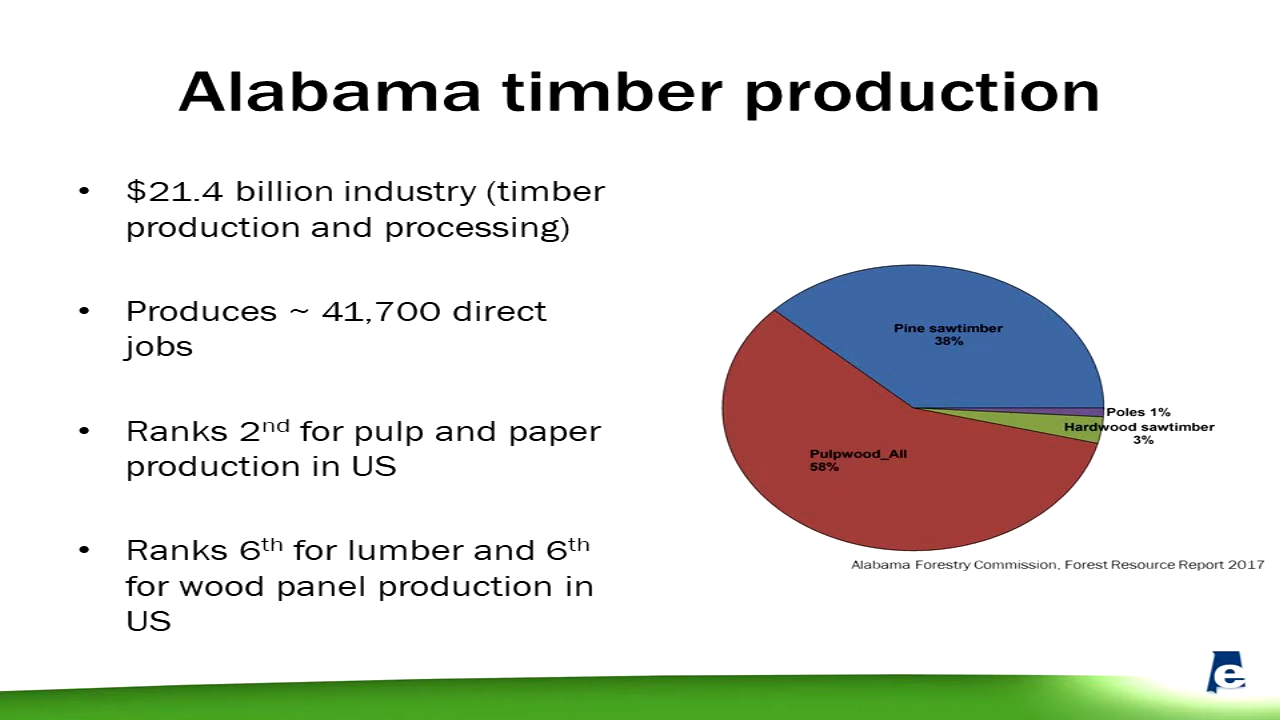 Alabama timber production
• $21.4 billion industry (timber
production and processing)
• Produces ~ 41,700 direct
jobs
• Ranks 2nd for pulp and paper
production in US
• Ranks 6th for lumber and 6th
for wood panel production in
US
Pine sawtimber
38%
Poles 1%
Hardwood sawtimber
3%
Pulpwood_All
58%
Alabama Forestry Commission, Forest Resource Report 2017
e